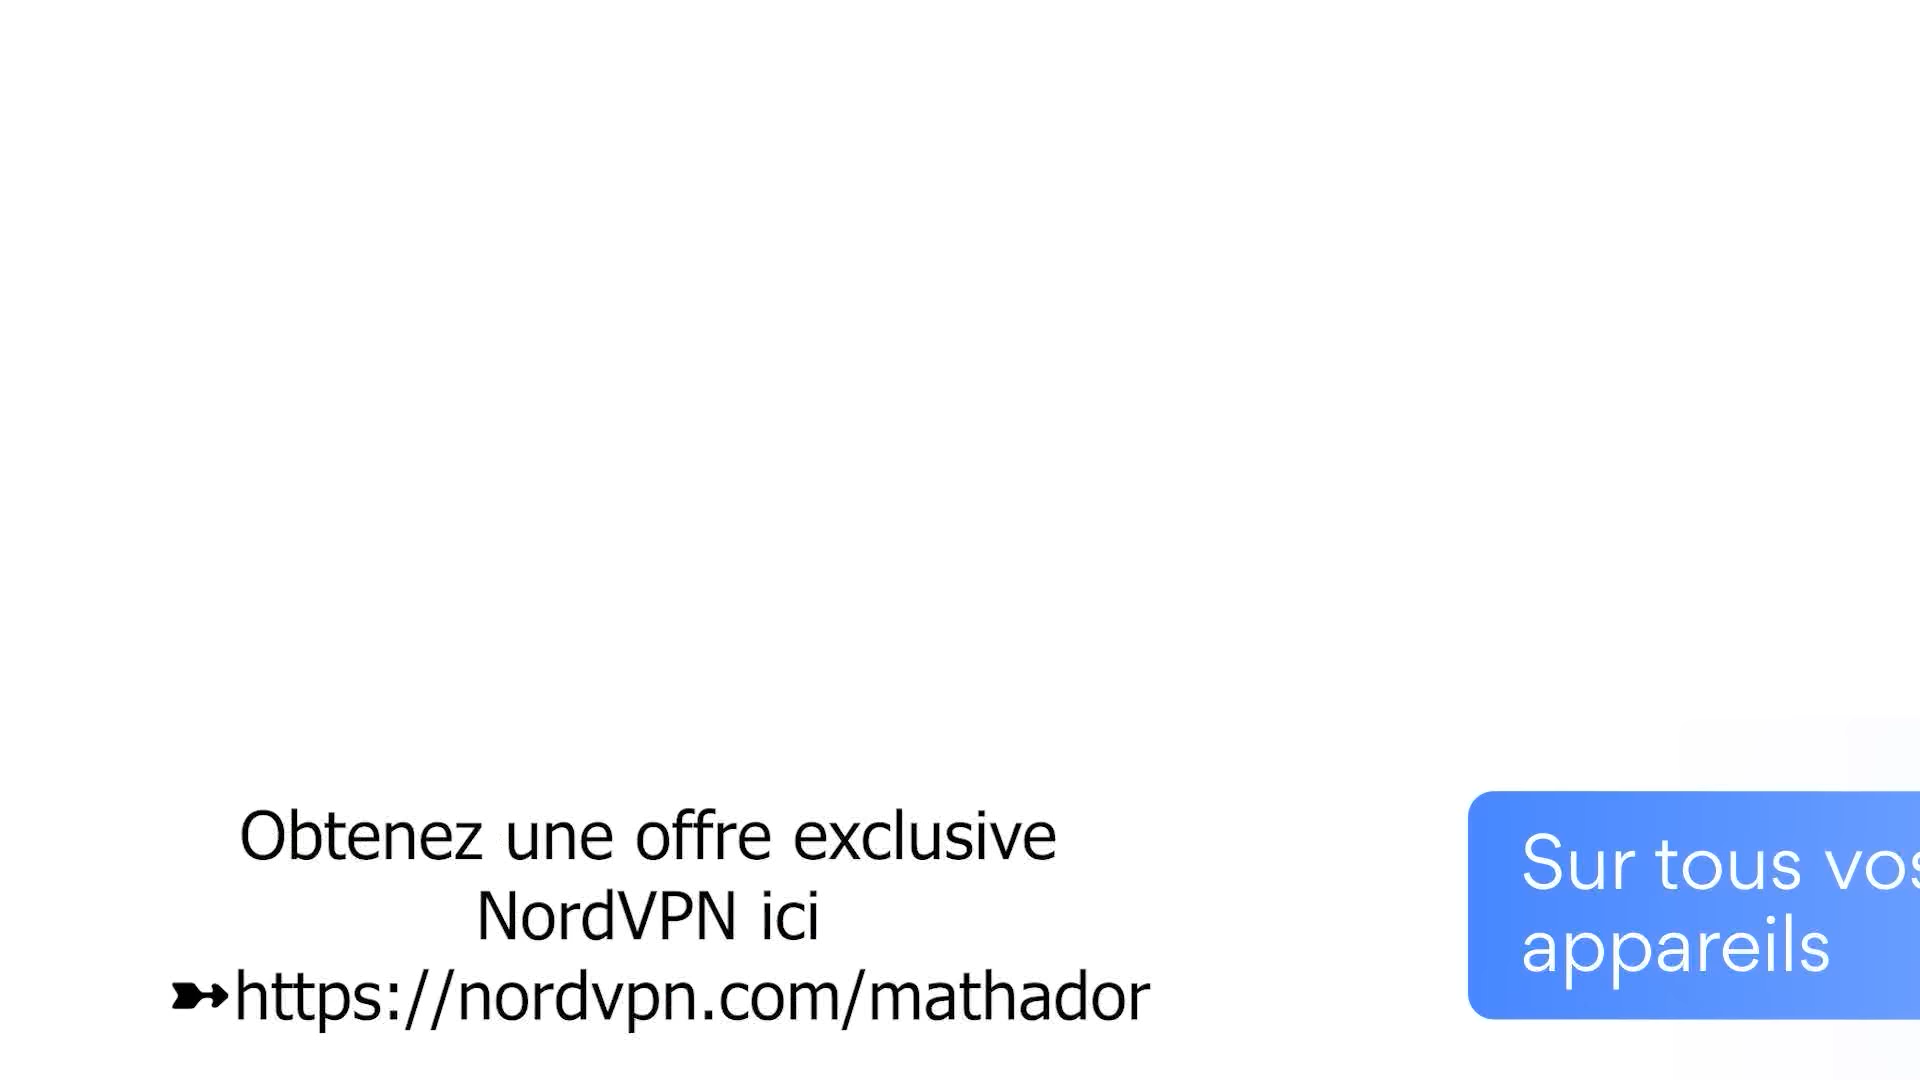 Obtenez une offre exclusive
NordVPN ici
➳https://nordvpn.com/mathador
Sur tous vos
appareils